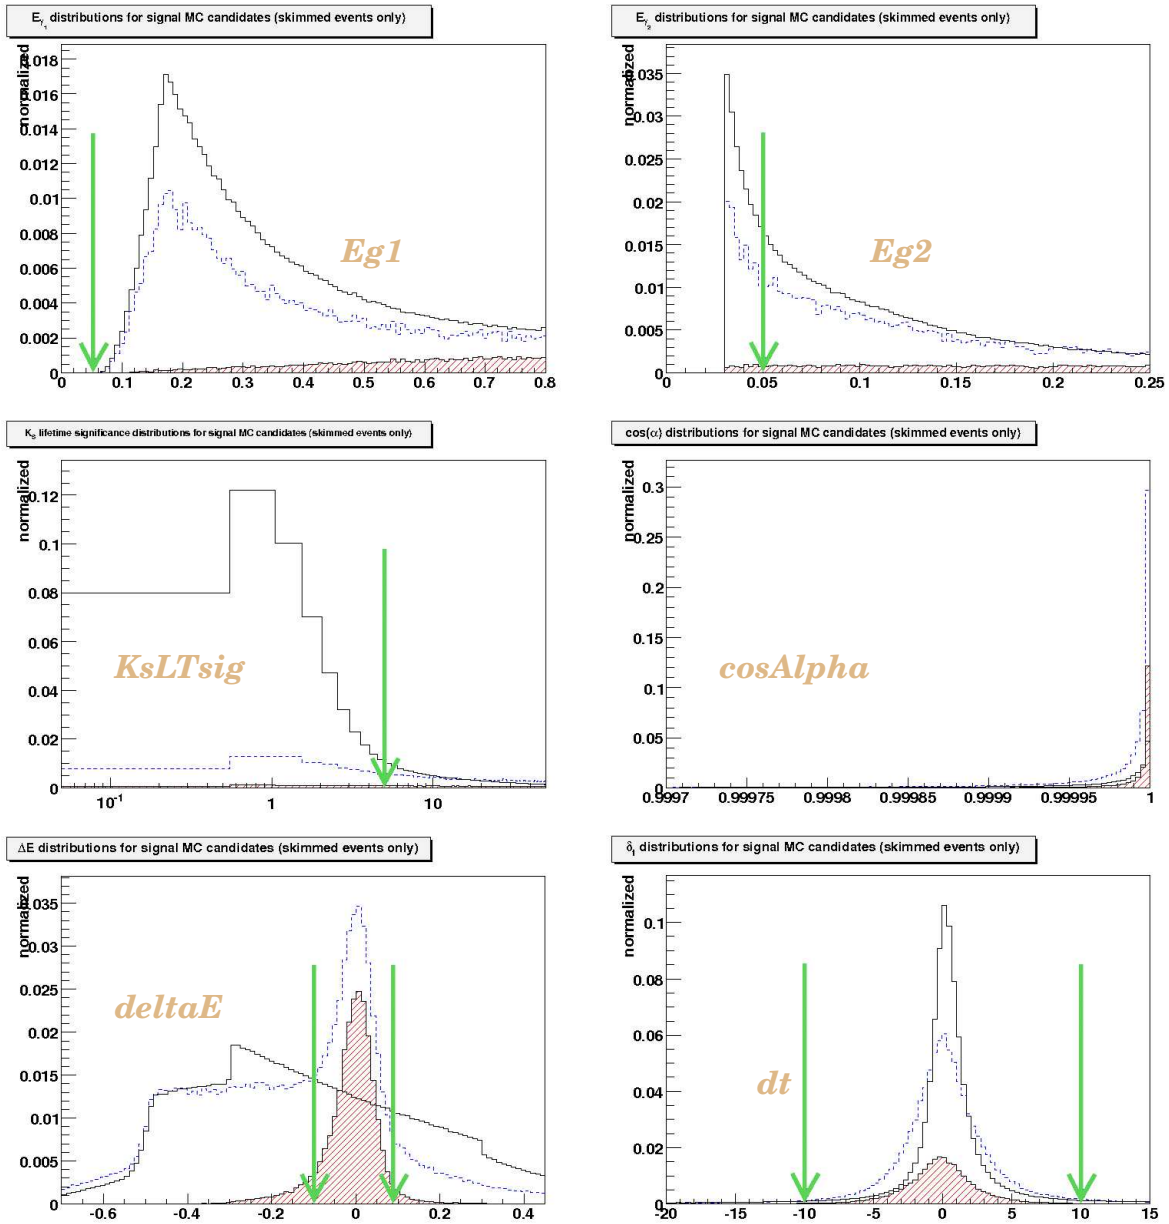 Eγ1 distributions for signal MC candidates (skimmed events only)
normalized
0.018
0.016
0.014
0.012
0.01
0.008
0.006
0.004
0.002
0
Eg1
0 0.1 0.2 0.3 0.4 0.5 0.6 0.7 0.8
Eγ2 distributions for signal MC candidates (skimmed events only)
normalized
0.035
0.03
0.025
0.02
0.015
0.01
0.005
0
Eg2
0 0.05 0.1 0.15 0.2 0.25
KS lifetime significance distributions for signal MC candidates (skimmed events only)
normalized
0.12
0.1
0.08
0.06
0.04
0.02
0
KsLTsig
10-1 1 10
cos(α) distributions for signal MC candidates (skimmed events only)
normalized
0.3
0.25
0.2
0.15
0.1
0.05
0
cosAlpha
0.9997 0.99975 0.9998 0.99985 0.9999 0.99995 1
ΔE distributions for signal MC candidates (skimmed events only)
normalized
0.035
0.03
0.025
0.02
0.015
0.01
0.005
0
deltaE
-0.6 -0.4 -0.2 0 0.2 0.4
δt distributions for signal MC candidates (skimmed events only)
normalized
0.1
0.08
0.06
0.04
0.02
0
dt
-20 -15 -10 -5 0 5 10 15